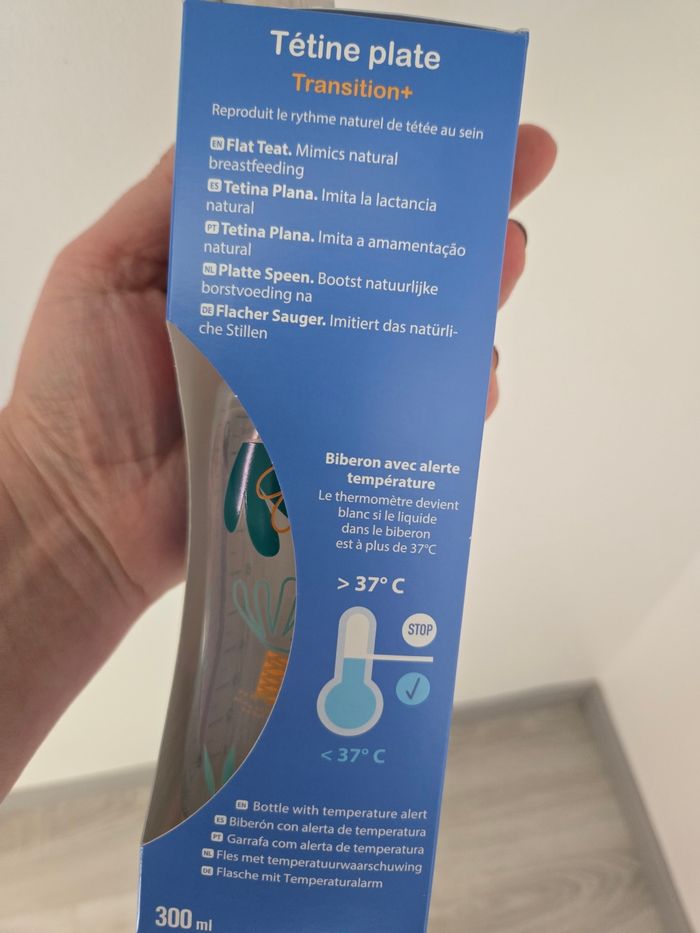 Tétine plate
Transition+
Reproduit le rythme naturel de tétée au sein
EN Flat Teat. Mimics natural
breastfeeding
ES Tetina Plana. Imita la lactancia
natural
PT Tetina Plana. Imita a amamentação
natural
NL Platte Speen. Bootst natuurlijke
borstvoeding na
DE Flacher Sauger. Imitiert das natürli-
che Stillen
Biberon avec alerte
température
Le thermomètre devient
blanc si le liquide
dans le biberon
est à plus de 37°C
> 37° C
STOP
< 37° C
EN Bottle with temperature alert
ES Biberón con alerta de temperatura
PT Garrafa com alerta de temperatura
NL Fles met temperatuurwaarschuwing
DE Flasche mit Temperaturalarm
300 ml